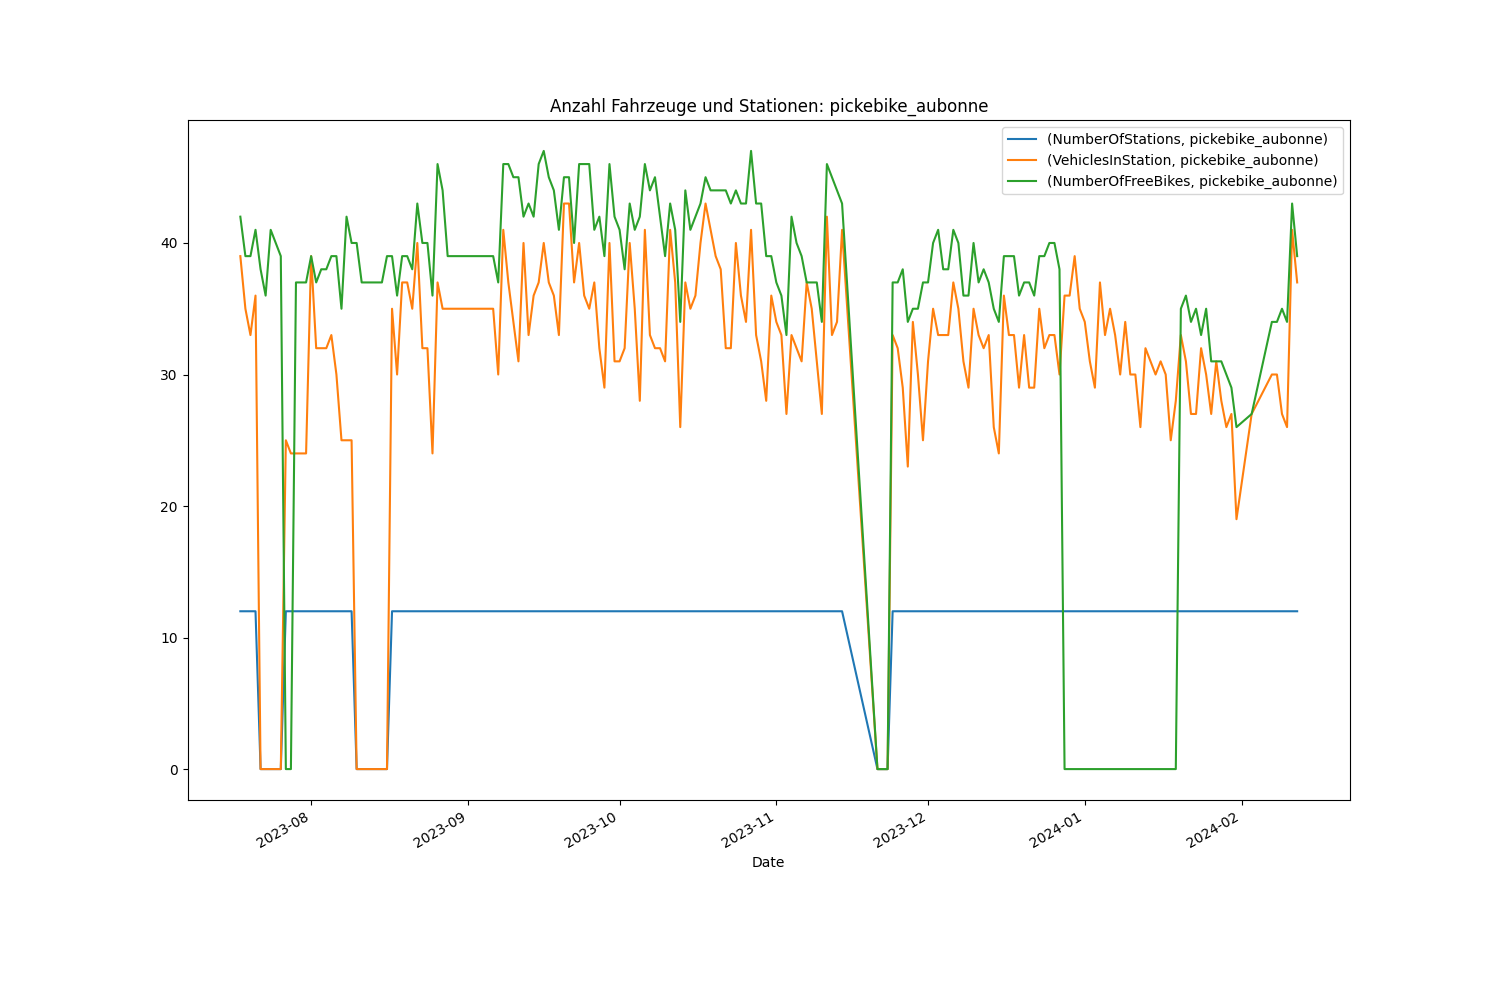 Anzahl Fahrzeuge und Stationen: pickebike_aubonne
(NumberOfStations, pickebike_aubonne)
(VehiclesInStation, pickebike_aubonne)
(NumberOfFreeBikes, pickebike_aubonne)
40
30
20
10
0
2023-08
2023-09
2023-10
2023-11
2023-12
2024-01
2024-02
Date